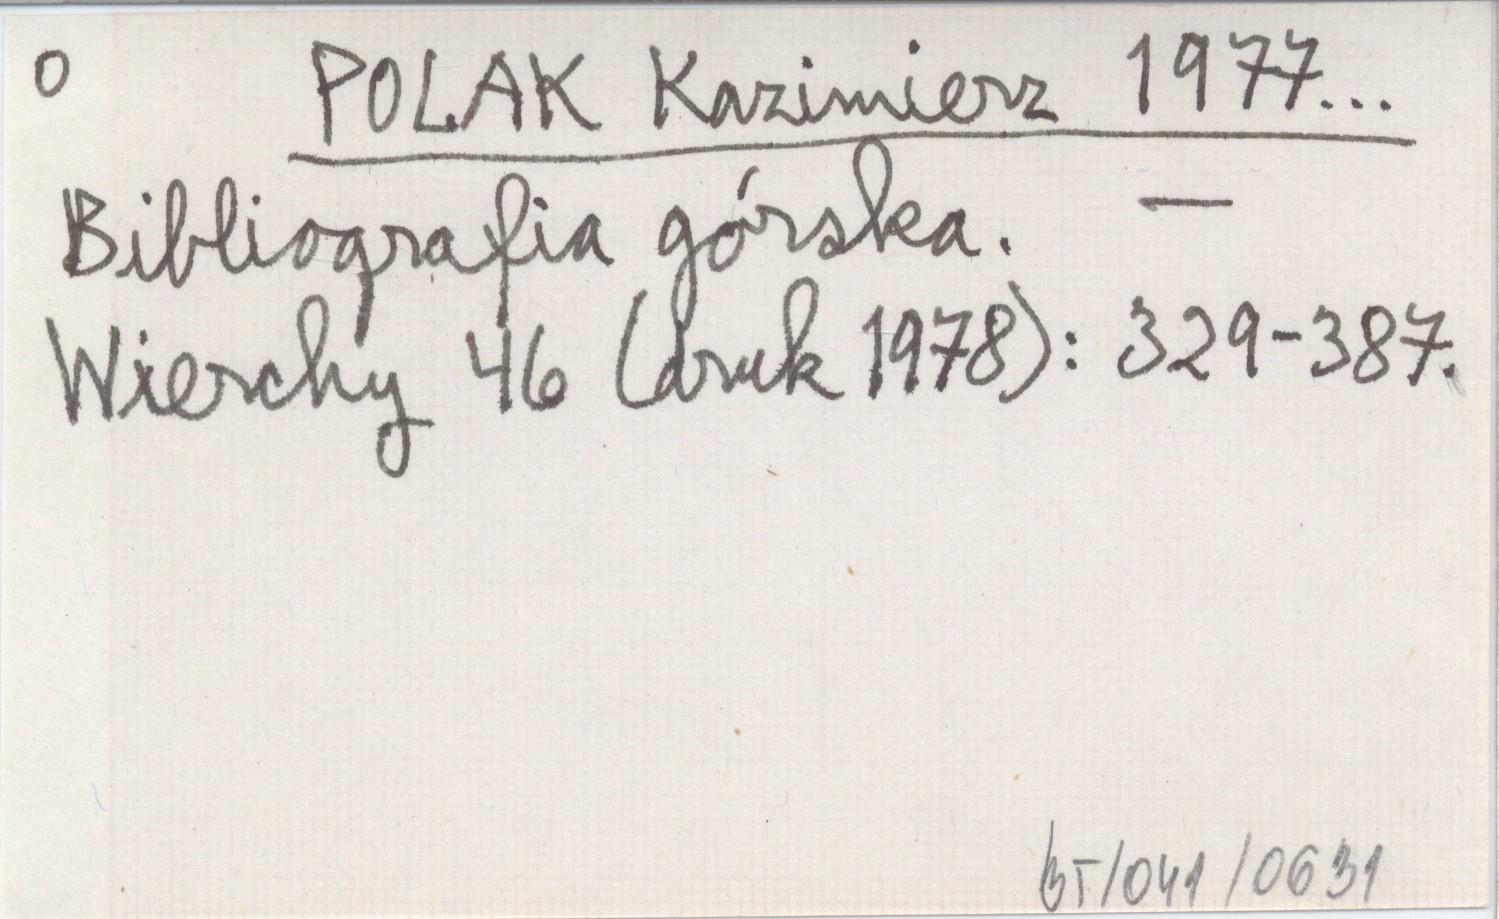 0 POLAK Kazimierz 1977...
Bibliografia górska. —
Wierchy 46 (druk 1978): 329-387.
BT/041/0631